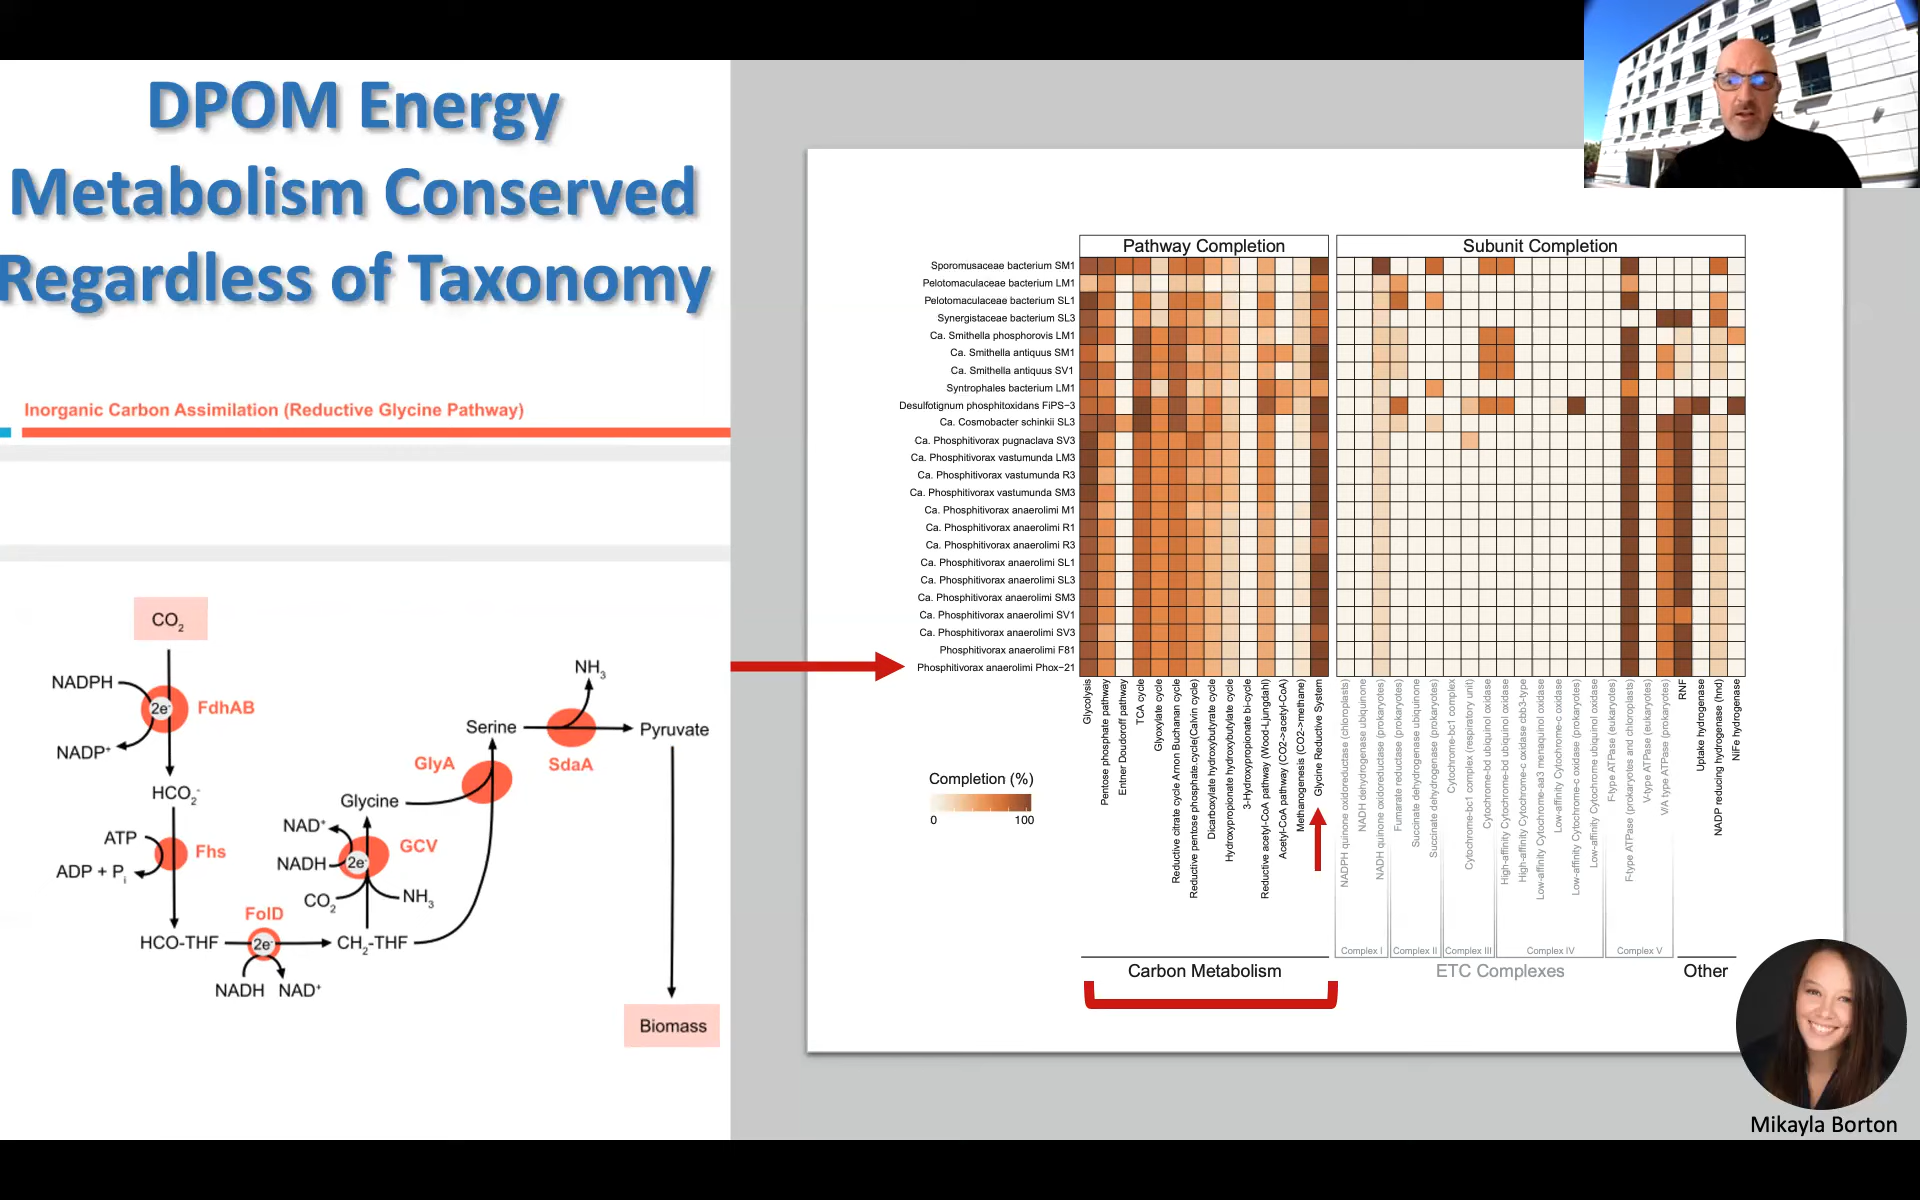 DPOM Energy
Metabolism Conserved
Regardless of Taxonomy
Inorganic Carbon Assimilation (Reductive Glycine Pathway)
CO2
NADPH
2e-
FdhAB
NADP+
HCO2-
ATP
Fhs
ADP + Pi
HCO-THF
FolD
2e-
NADH
NAD+
CH2-THF
CO2
NH3
NADH
2e-
GCV
NAD+
Glycine
GlyA
Serine
NH3
SdaA
Pyruvate
Biomass
Pathway Completion
Subunit Completion
Sporomusaceae bacterium SM1
Pelotomaculaceae bacterium LM1
Pelotomaculaceae bacterium SL1
Synergistaceae bacterium SL3
Ca. Smithella phosphorovis LM1
Ca. Smithella antiquus SM1
Ca. Smithella antiquus SV1
Syntrophales bacterium LM1
Desulfotignum phosphitoxidans FiPS-3
Ca. Cosmobacter schinkii SL3
Ca. Phosphitivorax pugnaclava SV3
Ca. Phosphitivorax vastumunda LM3
Ca. Phosphitivorax vastumunda R3
Ca. Phosphitivorax vastumunda SM3
Ca. Phosphitivorax anaerolimi M1
Ca. Phosphitivorax anaerolimi R1
Ca. Phosphitivorax anaerolimi R3
Ca. Phosphitivorax anaerolimi SL1
Ca. Phosphitivorax anaerolimi SL3
Ca. Phosphitivorax anaerolimi SM3
Ca. Phosphitivorax anaerolimi SV1
Ca. Phosphitivorax anaerolimi SV3
Phosphitivorax anaerolimi F81
Phosphitivorax anaerolimi Phox-21
Glycolysis
Pentose phosphate pathway
Entner Doudoroff pathway
TCA cycle
Glyoxylate cycle
Reductive citrate cycle Arnon Buchanan cycle
Reductive pentose phosphate cycle(Calvin cycle)
Dicarboxylate hydroxybutyrate cycle
Hydroxypropionate hydroxybutylate cycle
3-Hydroxypropionate bi-cycle
Reductive acetyl-CoA pathway (Wood-Ljungdahl)
Acetyl-CoA pathway (CO2->acetyl-CoA)
Methanogenesis (CO2->methane)
Glycine Reductive System
NADPH quinone oxidoreductase (chloroplasts)
NADH dehydrogenase ubiquinone
NADH quinone oxidoreductase (prokaryotes)
Fumarate reductase (prokaryotes)
Succinate dehydrogenase ubiquinone
Succinate dehydrogenase (prokaryotes)
Cytochrome-bc1 complex
Cytochrome-bc1 complex (respiratory unit)
Cytochrome-bd ubiquinol oxidase
High-affinity Cytochrome-bd ubiquinol oxidase
High-affinity Cytochrome-c oxidase cbb3-type
Low-affinity Cytochrome-aa3 menaquinol oxidase
Low-affinity Cytochrome-c oxidase
Low-affinity Cytochrome-c oxidase (prokaryotes)
Low-affinity Cytochrome ubiquinol oxidase
F-type ATPase (eukaryotes)
F-type ATPase (prokaryotes and chloroplasts)
V-type ATPase (eukaryotes)
V/A type ATPase (prokaryotes)
RNF
Uptake hydrogenase
NADP reducing hydrogenase (hnd)
NiFe hydrogenase
Completion (%)
0 100
Complex I
Complex II
Complex III
Complex IV
Complex V
Carbon Metabolism
ETC Complexes
Other
Mikayla Borton